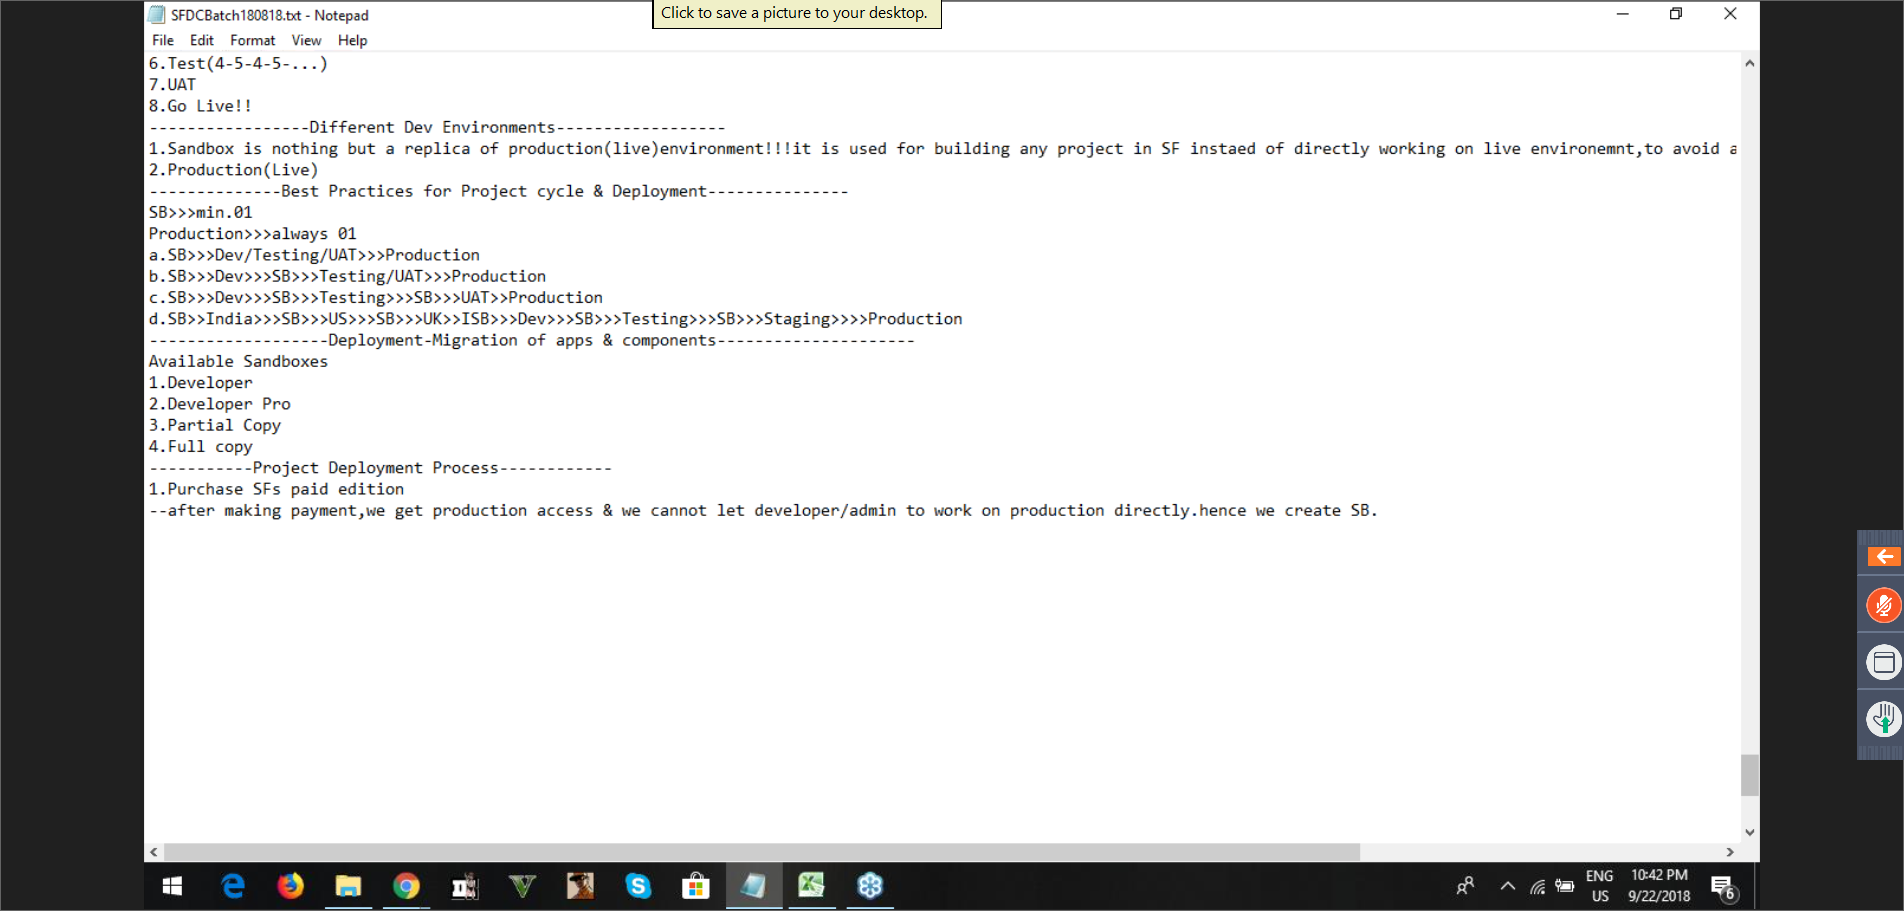 SFDCBatch180818.txt - Notepad
Click to save a picture to your desktop.
File Edit Format View Help
6.Test(4-5-4-5-...)
7.UAT
8.Go Live!!
-----------------Different Dev Environments------------------
1.Sandbox is nothing but a replica of production(live)environment!!!it is used for building any project in SF instaed of directly working on live environemnt,to avoid a
2.Production(Live)
--------------Best Practices for Project cycle & Deployment---------------
SB>>>min.01
Production>>>always 01
a.SB>>>Dev/Testing/UAT>>>Production
b.SB>>>Dev>>>SB>>>Testing/UAT>>>Production
c.SB>>>Dev>>>SB>>>Testing>>>SB>>>UAT>>Production
d.SB>>India>>>SB>>>US>>>SB>>>UK>>ISB>>>Dev>>>SB>>>Testing>>>SB>>>Staging>>>>Production
-------------------Deployment-Migration of apps & components---------------------
Available Sandboxes
1.Developer
2.Developer Pro
3.Partial Copy
4.Full copy
-----------Project Deployment Process------------
1.Purchase SFs paid edition
--after making payment,we get production access & we cannot let developer/admin to work on production directly.hence we create SB.
ENG
US
10:42 PM
9/22/2018
6